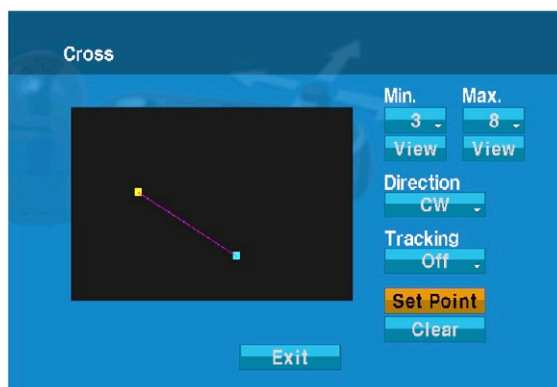 Cross
Min. Max.
3 8
View View
Direction
CW
Tracking
Off
Set Point
Clear
Exit